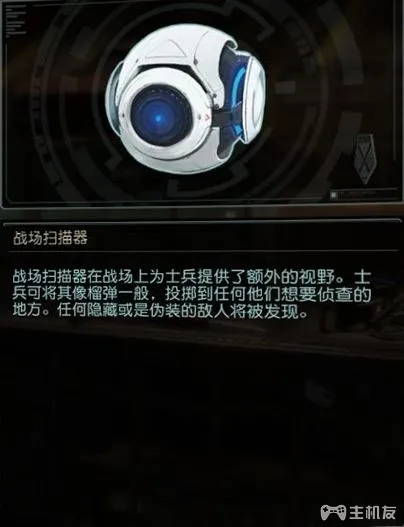 战场扫描器
战场扫描器在战场上为士兵提供了额外的视野。士
兵可将其像榴弹一般，投掷到任何他们想要侦查的
地方。任何隐藏或是伪装的敌人将被发现。
主机友